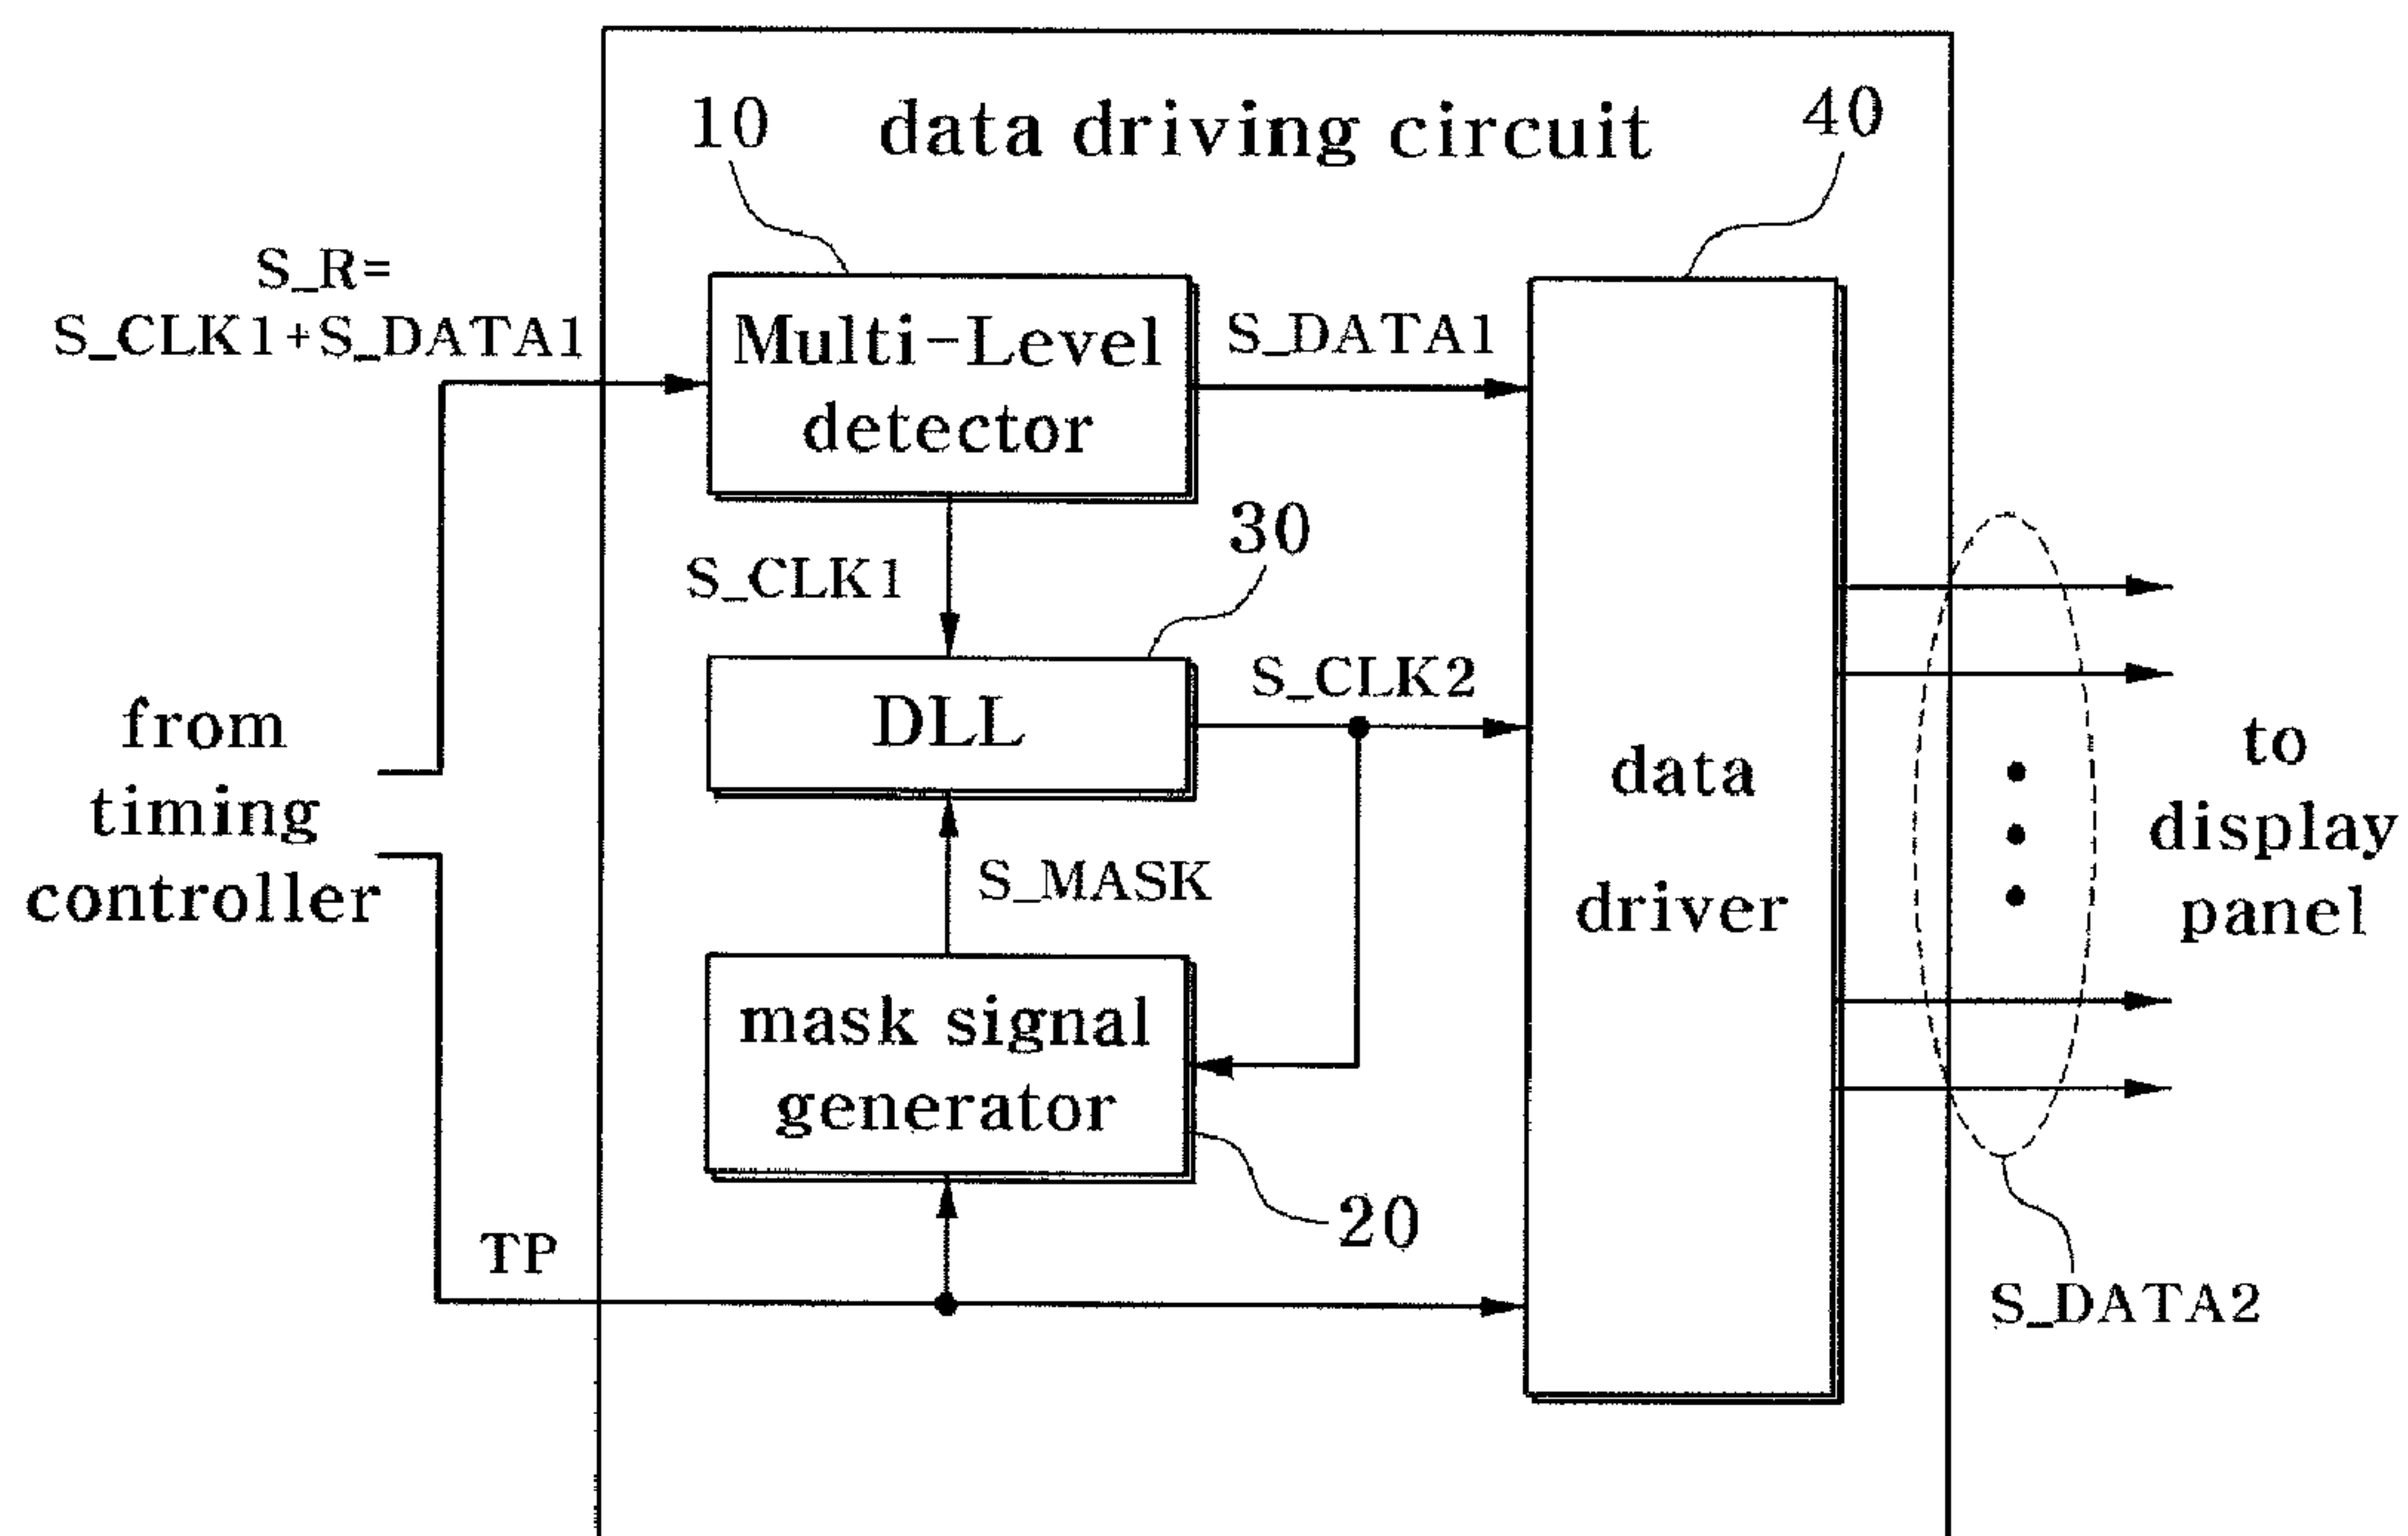 data driving circuit
10
40
S_R=
S_CLK1+S_DATA1
Multi-Level
detector
S_DATA1
S_CLK1
30
DLL
S_CLK2
from
timing
controller
S_MASK
mask signal
generator
20
TP
data
driver
to
display
panel
S_DATA2